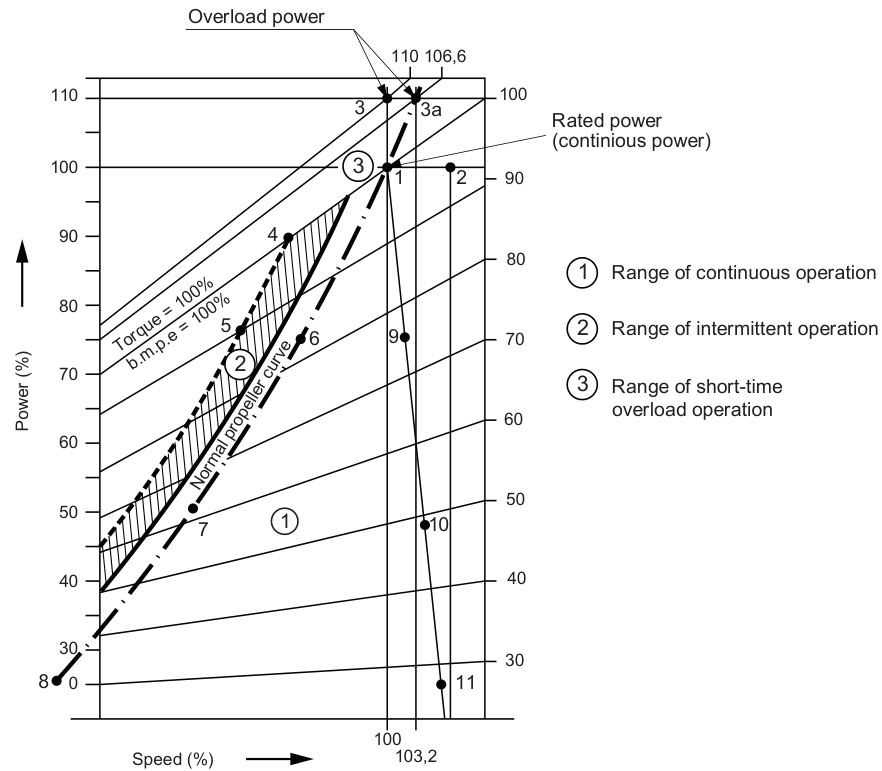 Overload power
110 106,6
110
3
3a
100
Rated power
(continious power)
100
3
1
2
90
90
4
80
1 Range of continuous operation
80
Torque = 100%
b.m.p.e = 100%
5
6
9
2 Range of intermittent operation
70
2
70
3 Range of short-time
overload operation
Power (%)
Normal propeller curve
60
60
50
7
1
10
50
40
40
30
30
8
0
11
100
103,2
Speed (%)